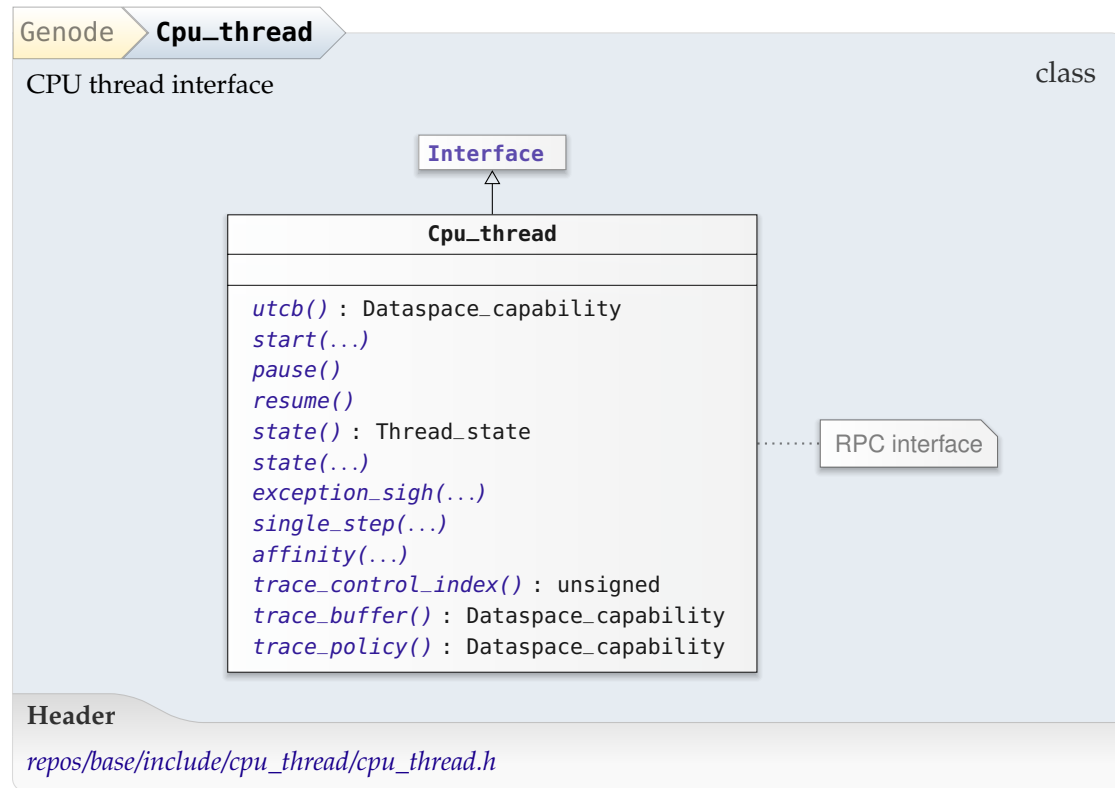 Genode Cpu_thread
CPU thread interface
class
Interface
Cpu_thread
utcb() : Dataspace_capability
start(...)
pause()
resume()
state() : Thread_state
state(...)
exception_sigh(...)
single_step(...)
affinity(...)
trace_control_index() : unsigned
trace_buffer() : Dataspace_capability
trace_policy() : Dataspace_capability
RPC interface
Header
repos/base/include/cpu_thread/cpu_thread.h